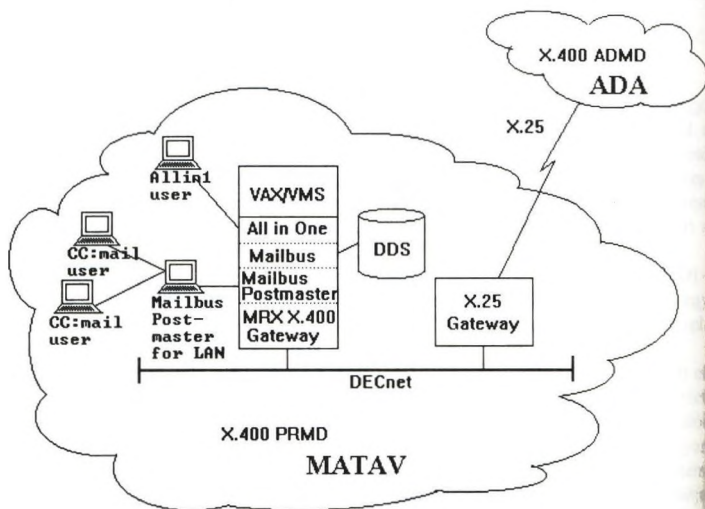 X.400 ADMD
ADA
X.25
Allin1
user
VAX/VMS
All in One
Mailbus
Mailbus
Postmaster
MRX X.400
Gateway
DDS
CC:mail
user
CC:mail
user
Mailbus
Post-
master
for LAN
X.25
Gateway
DECnet
X.400 PRMD
MATAV